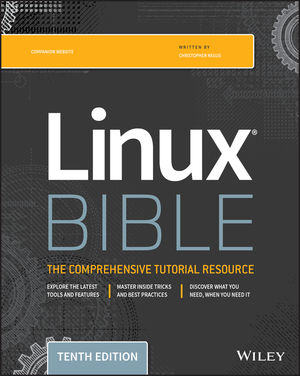 COMPANION WEBSITE
WRITTEN BY
CHRISTOPHER NEGUS
Linux®
BIBLE
THE COMPREHENSIVE TUTORIAL RESOURCE
EXPLORE THE LATEST
TOOLS AND FEATURES
MASTER INSIDE TRICKS
AND BEST PRACTICES
DISCOVER WHAT YOU
NEED, WHEN YOU NEED IT
TENTH EDITION
WILEY